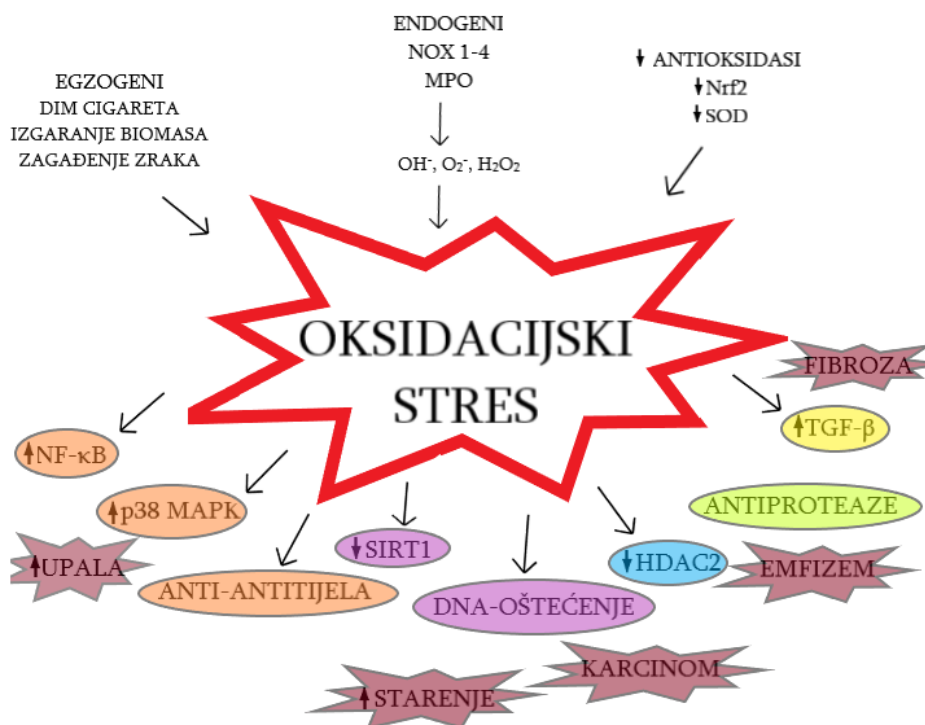 ENDOGENI
NOX 1-4
MPO
EGZOGENI
DIM CIGARETA
IZGARANJE BIOMASA
ZAGAĐENJE ZRAKA
↓ ANTIOKSIDASI
↓Nrf2
↓SOD
OH⁻, O₂⁻, H₂O₂
OKSIDACIJSKI
STRES
FIBROZA
↑TGF-β
↑NF-κB
↑p38 MAPK
ANTIPROTEAZE
↑UPALA
ANTI-ANTITIJELA
↓SIRT1
DNA-OŠTEĆENJE
↓HDAC2
EMFIZEM
KARCINOM
↑STARENJE